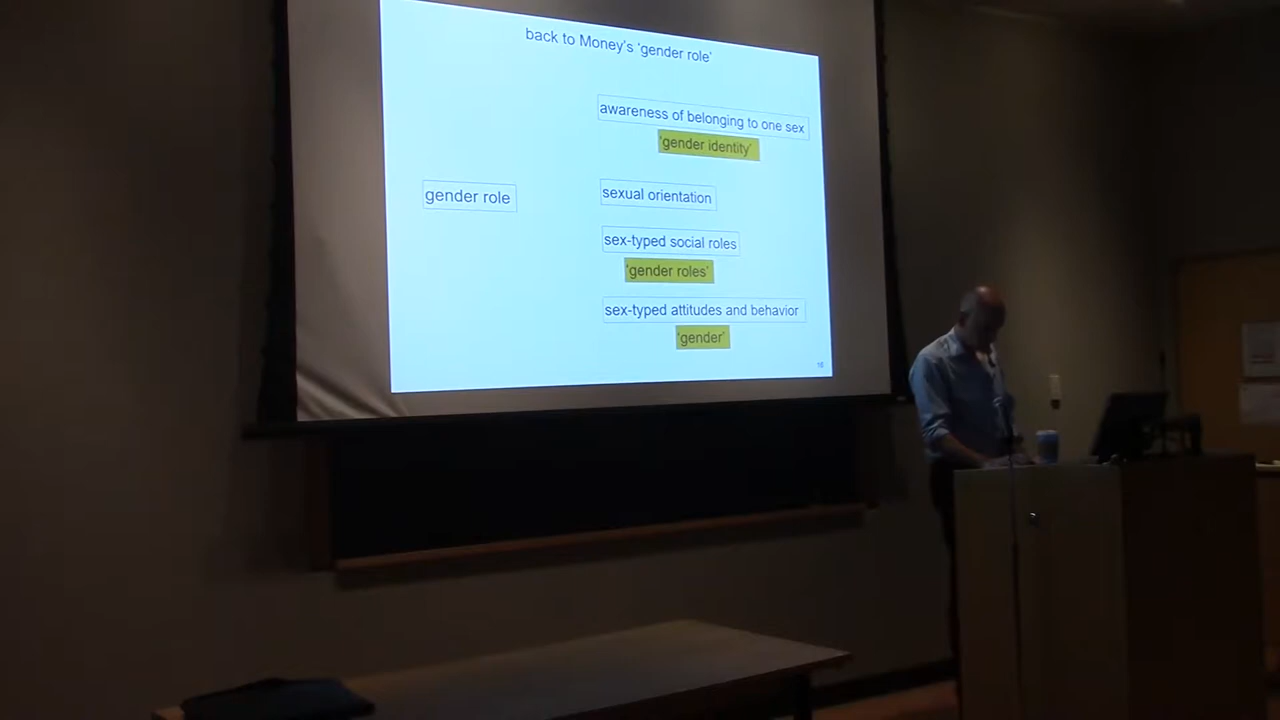 back to Money's 'gender role'
awareness of belonging to one sex
'gender identity'
gender role
sexual orientation
sex-typed social roles
'gender roles'
sex-typed attitudes and behavior
'gender'
16